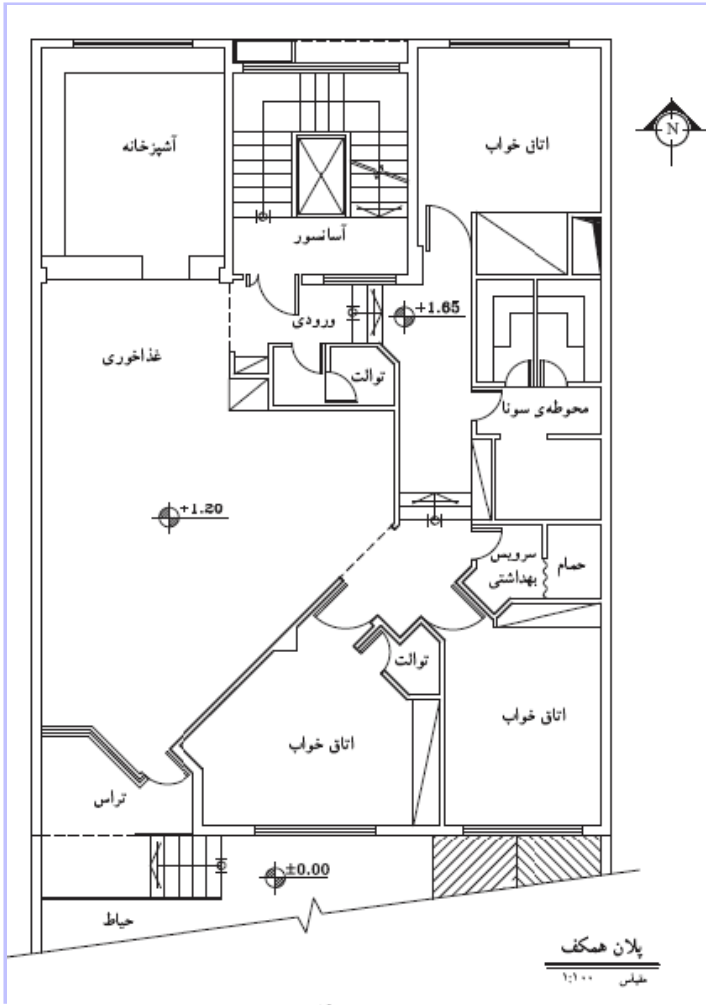 آشپزخانه
اتاق خواب
N
آسانسور
ورودی
+1.65
غذاخوری
توالت
محوطه‌ی سونا
+1.20
سرویس
بهداشتی
حمام
توالت
اتاق خواب
اتاق خواب
تراس
±0.00
حیاط
پلان همکف
مقیاس ۱:۱۰۰